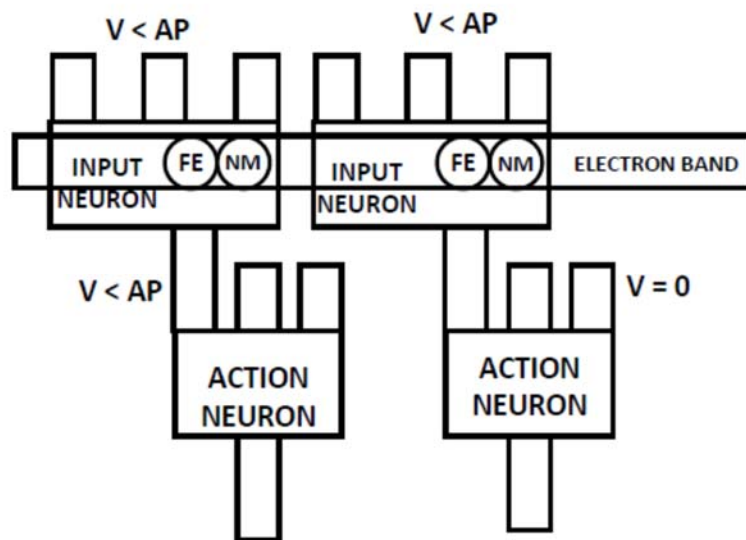 V < AP
V < AP
INPUT
NEURON
FE
NM
INPUT
NEURON
FE
NM
ELECTRON BAND
V < AP
V = 0
ACTION
NEURON
ACTION
NEURON